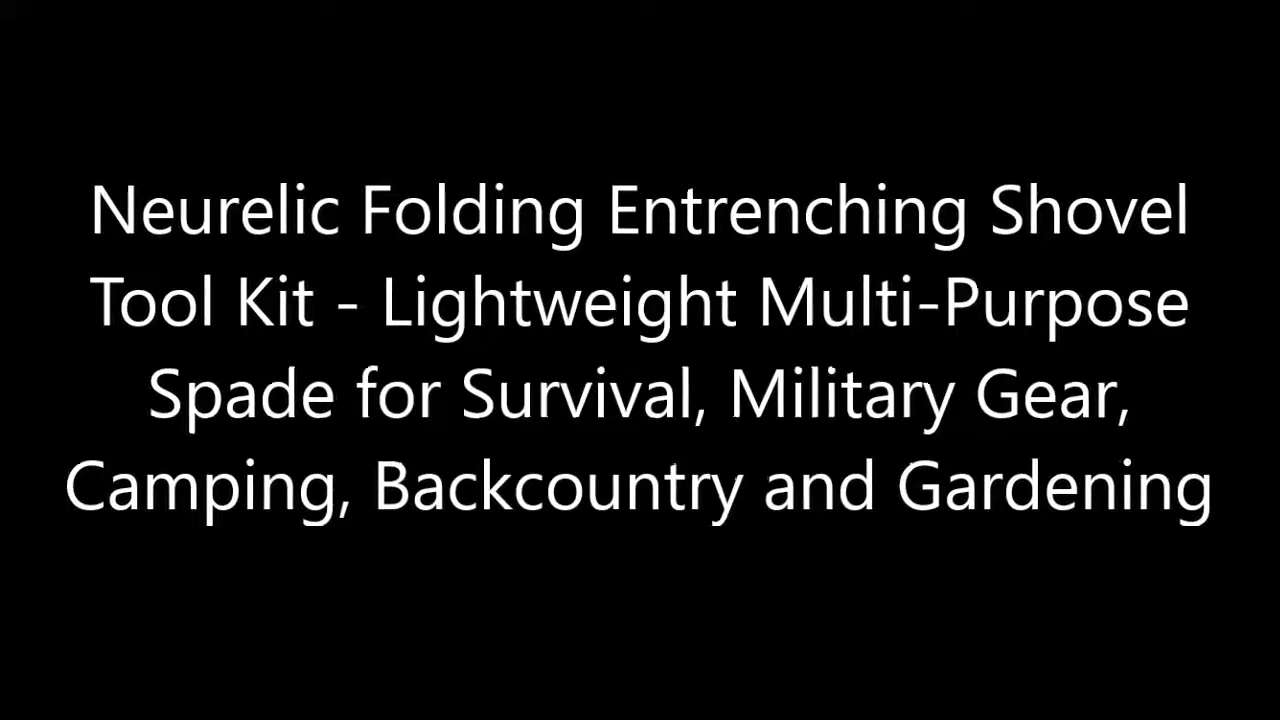 Neurelic Folding Entrenching Shovel
Tool Kit - Lightweight Multi-Purpose
Spade for Survival, Military Gear,
Camping, Backcountry and Gardening